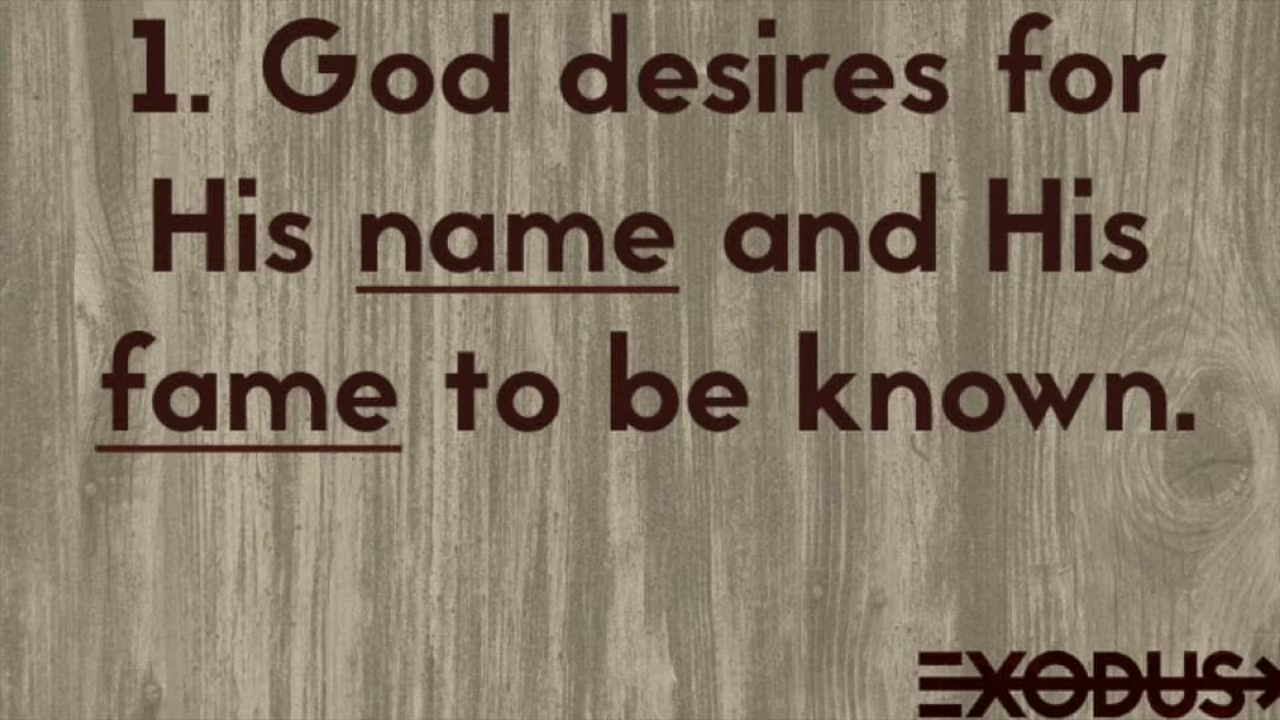 1. God desires for
His name and His
fame to be known.
EXODUS